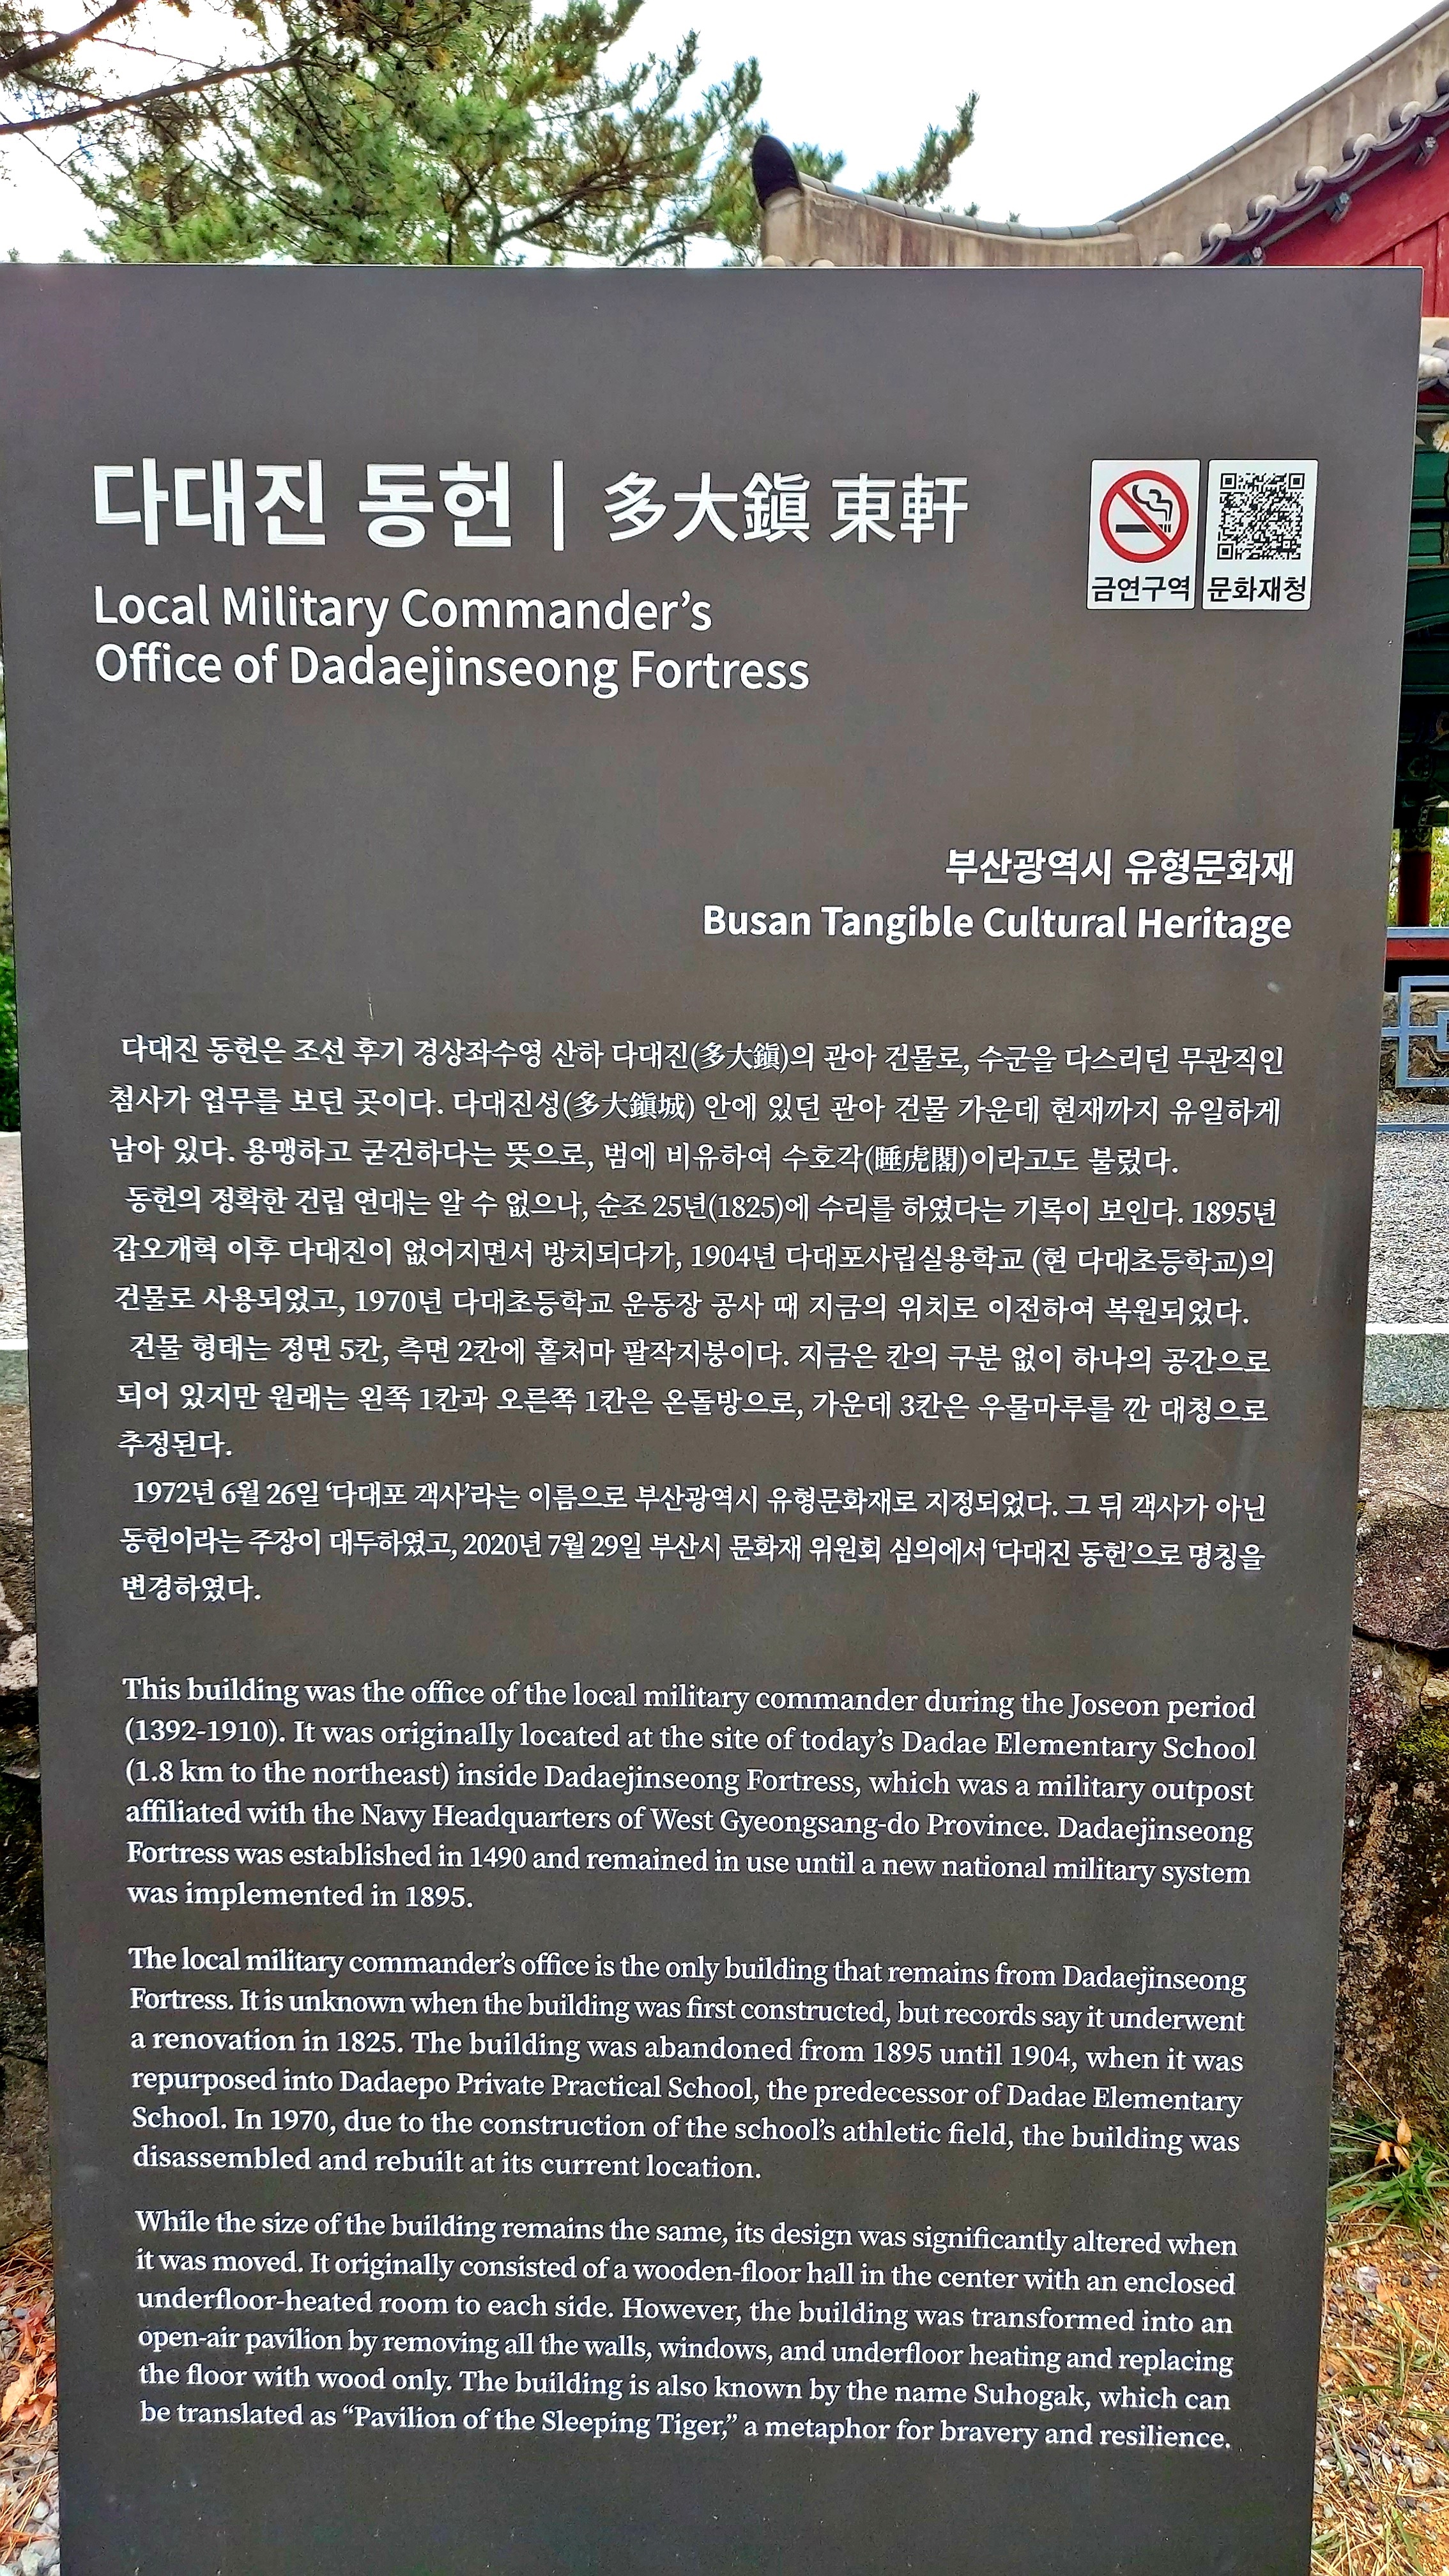 다대진 동헌 | 多大鎭 東軒
Local Military Commander’s
Office of Dadaejinseong Fortress
금연구역
문화재청
부산광역시 유형문화재
Busan Tangible Cultural Heritage
다대진 동헌은 조선 후기 경상좌수영 산하 다대진(多大鎭)의 관아 건물로, 수군을 다스리던 무관직인
첨사가 업무를 보던 곳이다. 다대진성(多大鎭城) 안에 있던 관아 건물 가운데 현재까지 유일하게
남아 있다. 용맹하고 굳건하다는 뜻으로, 범에 비유하여 수호각(睡虎閣)이라고도 불렀다.
동헌의 정확한 건립 연대는 알 수 없으나, 순조 25년(1825)에 수리를 하였다는 기록이 보인다. 1895년
갑오개혁 이후 다대진이 없어지면서 방치되다가, 1904년 다대포사립실용학교 (현 다대초등학교)의
건물로 사용되었고, 1970년 다대초등학교 운동장 공사 때 지금의 위치로 이전하여 복원되었다.
건물 형태는 정면 5칸, 측면 2칸에 홑처마 팔작지붕이다. 지금은 칸의 구분 없이 하나의 공간으로
되어 있지만 원래는 왼쪽 1칸과 오른쪽 1칸은 온돌방으로, 가운데 3칸은 우물마루를 깐 대청으로
추정된다.
1972년 6월 26일 ‘다대포 객사’라는 이름으로 부산광역시 유형문화재로 지정되었다. 그 뒤 객사가 아닌
동헌이라는 주장이 대두하였고, 2020년 7월 29일 부산시 문화재 위원회 심의에서 ‘다대진 동헌’으로 명칭을
변경하였다.
This building was the office of the local military commander during the Joseon period
(1392-1910). It was originally located at the site of today’s Dadae Elementary School
(1.8 km to the northeast) inside Dadaejinseong Fortress, which was a military outpost
affiliated with the Navy Headquarters of West Gyeongsang-do Province. Dadaejinseong
Fortress was established in 1490 and remained in use until a new national military system
was implemented in 1895.
The local military commander’s office is the only building that remains from Dadaejinseong
Fortress. It is unknown when the building was first constructed, but records say it underwent
a renovation in 1825. The building was abandoned from 1895 until 1904, when it was
repurposed into Dadaepo Private Practical School, the predecessor of Dadae Elementary
School. In 1970, due to the construction of the school’s athletic field, the building was
disassembled and rebuilt at its current location.
While the size of the building remains the same, its design was significantly altered when
it was moved. It originally consisted of a wooden-floor hall in the center with an enclosed
underfloor-heated room to each side. However, the building was transformed into an
open-air pavilion by removing all the walls, windows, and underfloor heating and replacing
the floor with wood only. The building is also known by the name Suhogak, which can
be translated as “Pavilion of the Sleeping Tiger,” a metaphor for bravery and resilience.